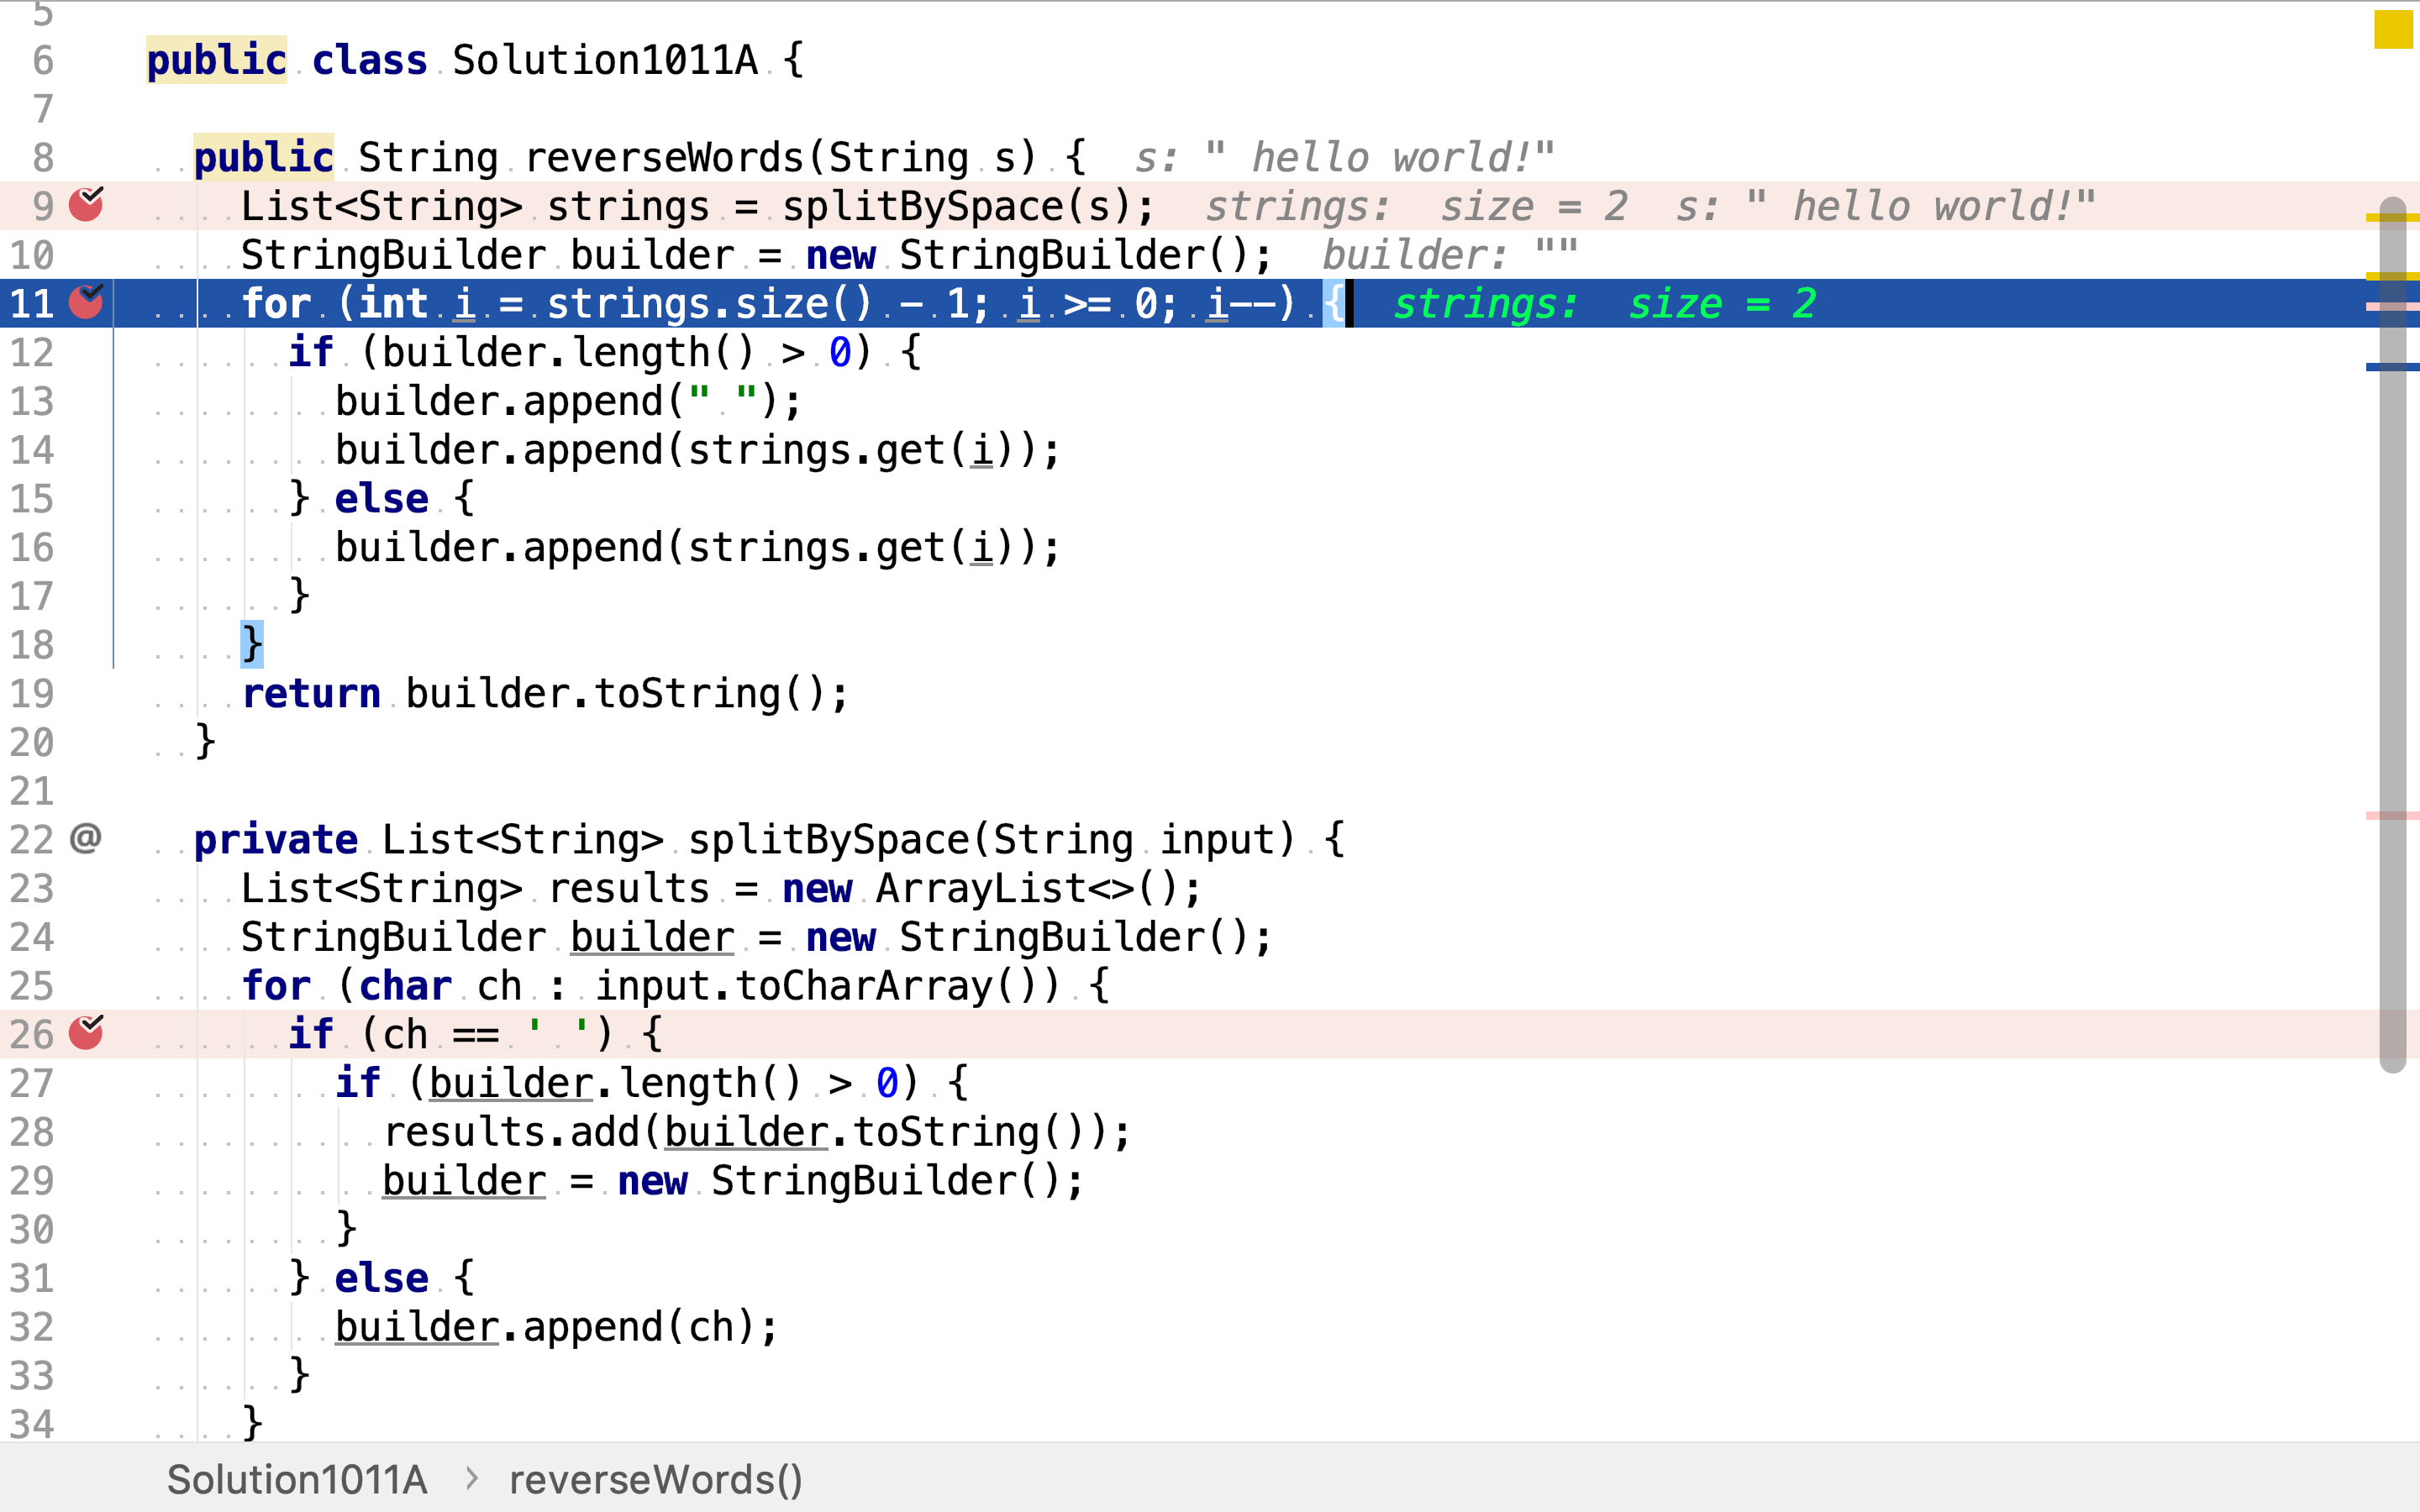 5
6 public class Solution1011A {
7
8 public String reverseWords(String s) { s: " hello world!"
9 List<String> strings = splitBySpace(s); strings: size = 2 s: " hello world!"
10 StringBuilder builder = new StringBuilder(); builder: ""
11 for (int i = strings.size() - 1; i >= 0; i--) { strings: size = 2
12 if (builder.length() > 0) {
13 builder.append(" ");
14 builder.append(strings.get(i));
15 } else {
16 builder.append(strings.get(i));
17 }
18 }
19 return builder.toString();
20 }
21
22 @ private List<String> splitBySpace(String input) {
23 List<String> results = new ArrayList<>();
24 StringBuilder builder = new StringBuilder();
25 for (char ch : input.toCharArray()) {
26 if (ch == ' ') {
27 if (builder.length() > 0) {
28 results.add(builder.toString());
29 builder = new StringBuilder();
30 }
31 } else {
32 builder.append(ch);
33 }
34 }
Solution1011A > reverseWords()